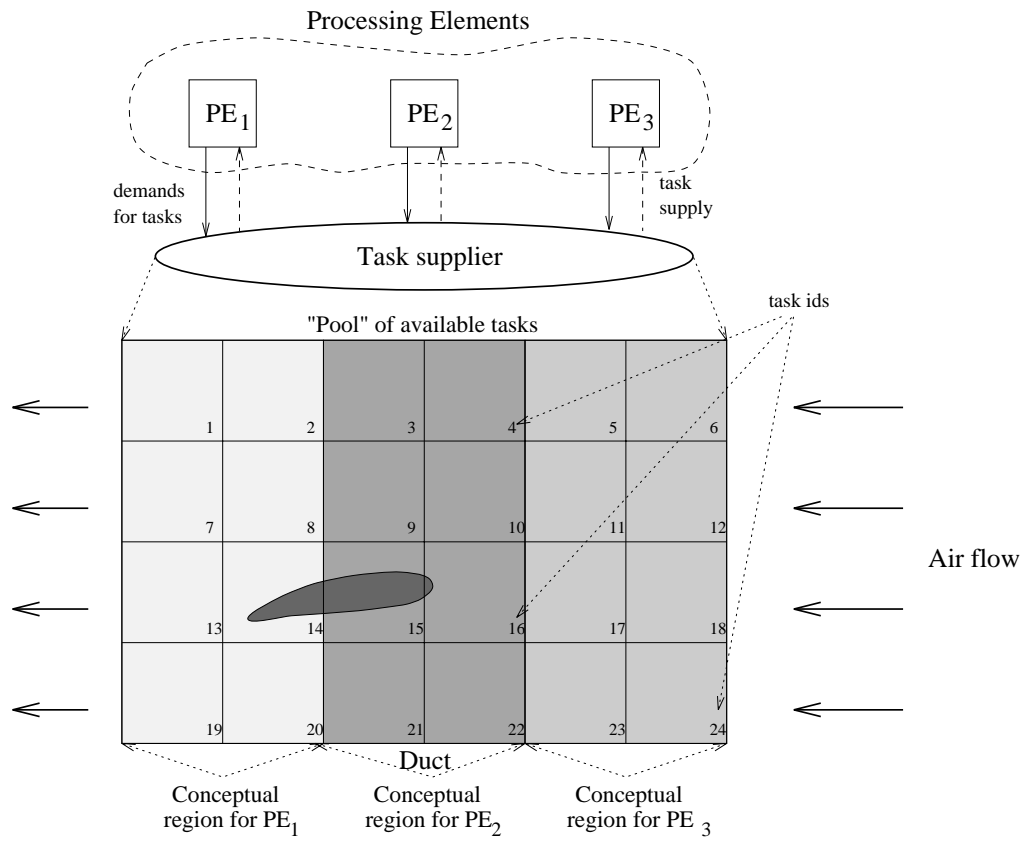 Processing Elements
PE1 PE2 PE3
demands
for tasks
task
supply
Task supplier
task ids
"Pool" of available tasks
1 2 3 4 5 6
7 8 9 10 11 12
Air flow
13 14 15 16 17 18
19 20 21 22 23 24
Duct
Conceptual
region for PE1
Conceptual
region for PE2
Conceptual
region for PE 3